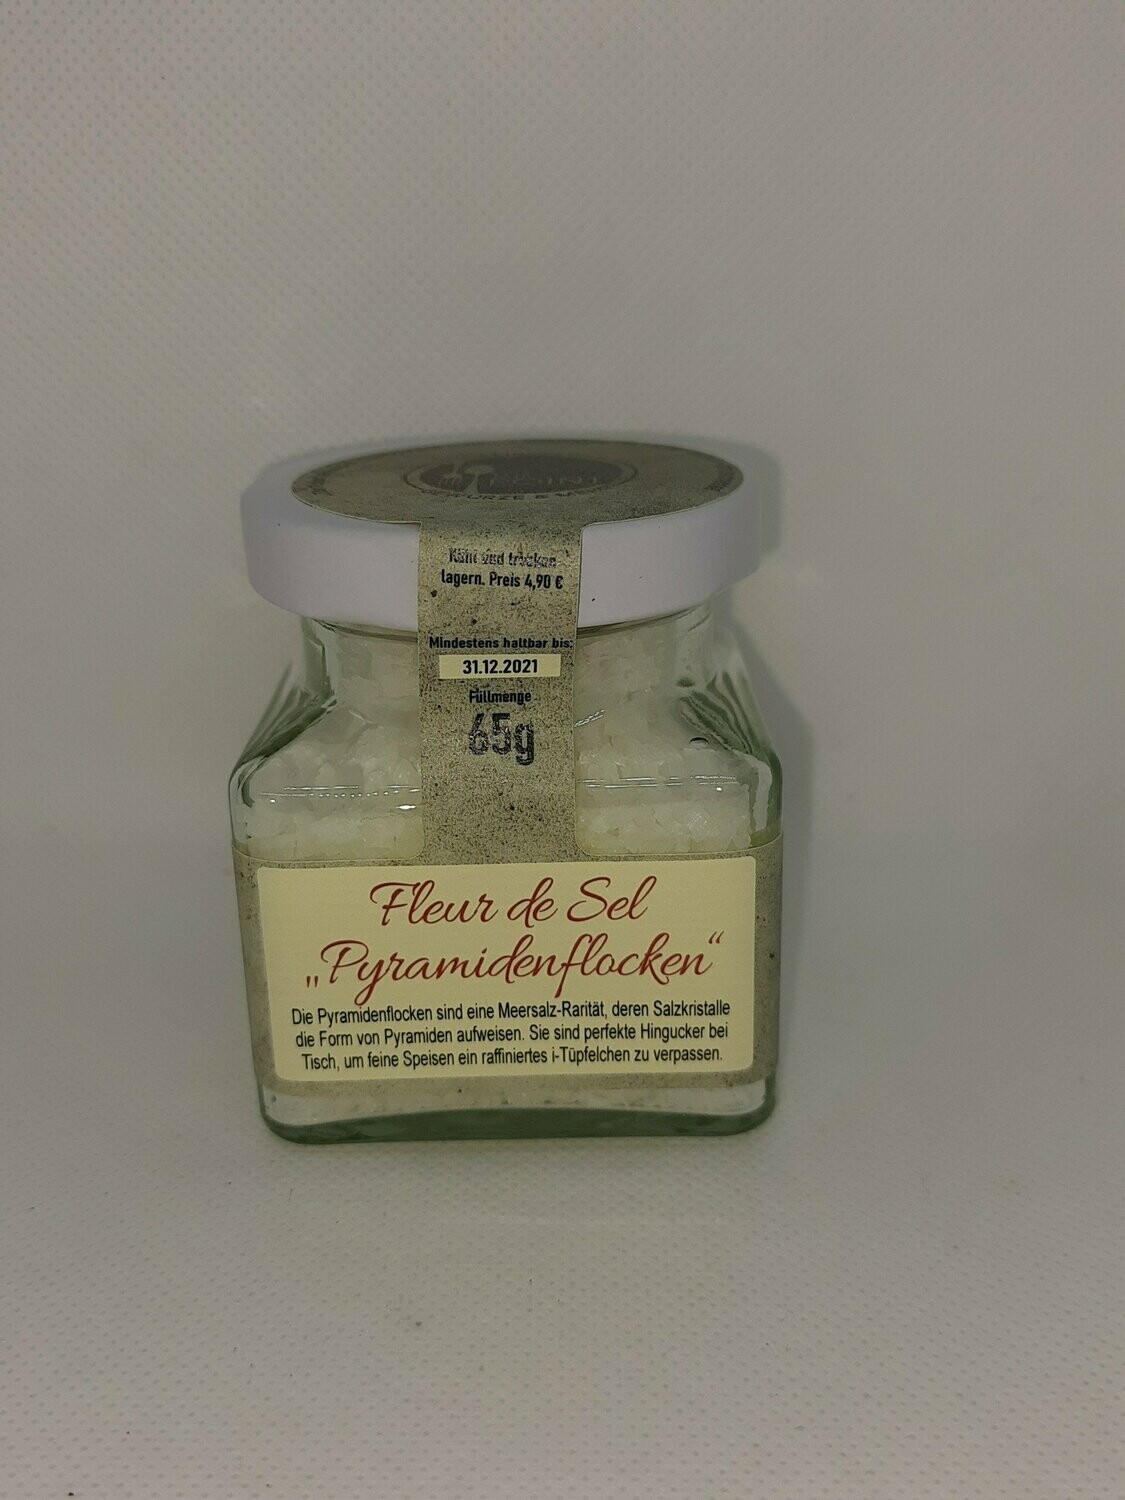 Kühl und trocken
lagern. Preis 4,90 €
Mindestens haltbar bis:
31.12.2021
Füllmenge
65g
Fleur de Sel
„Pyramidenflocken“
Die Pyramidenflocken sind eine Meersalz-Rarität, deren Salzkristalle
die Form von Pyramiden aufweisen. Sie sind perfekte Hingucker bei
Tisch, um feine Speisen ein raffiniertes i-Tüpfelchen zu verpassen.